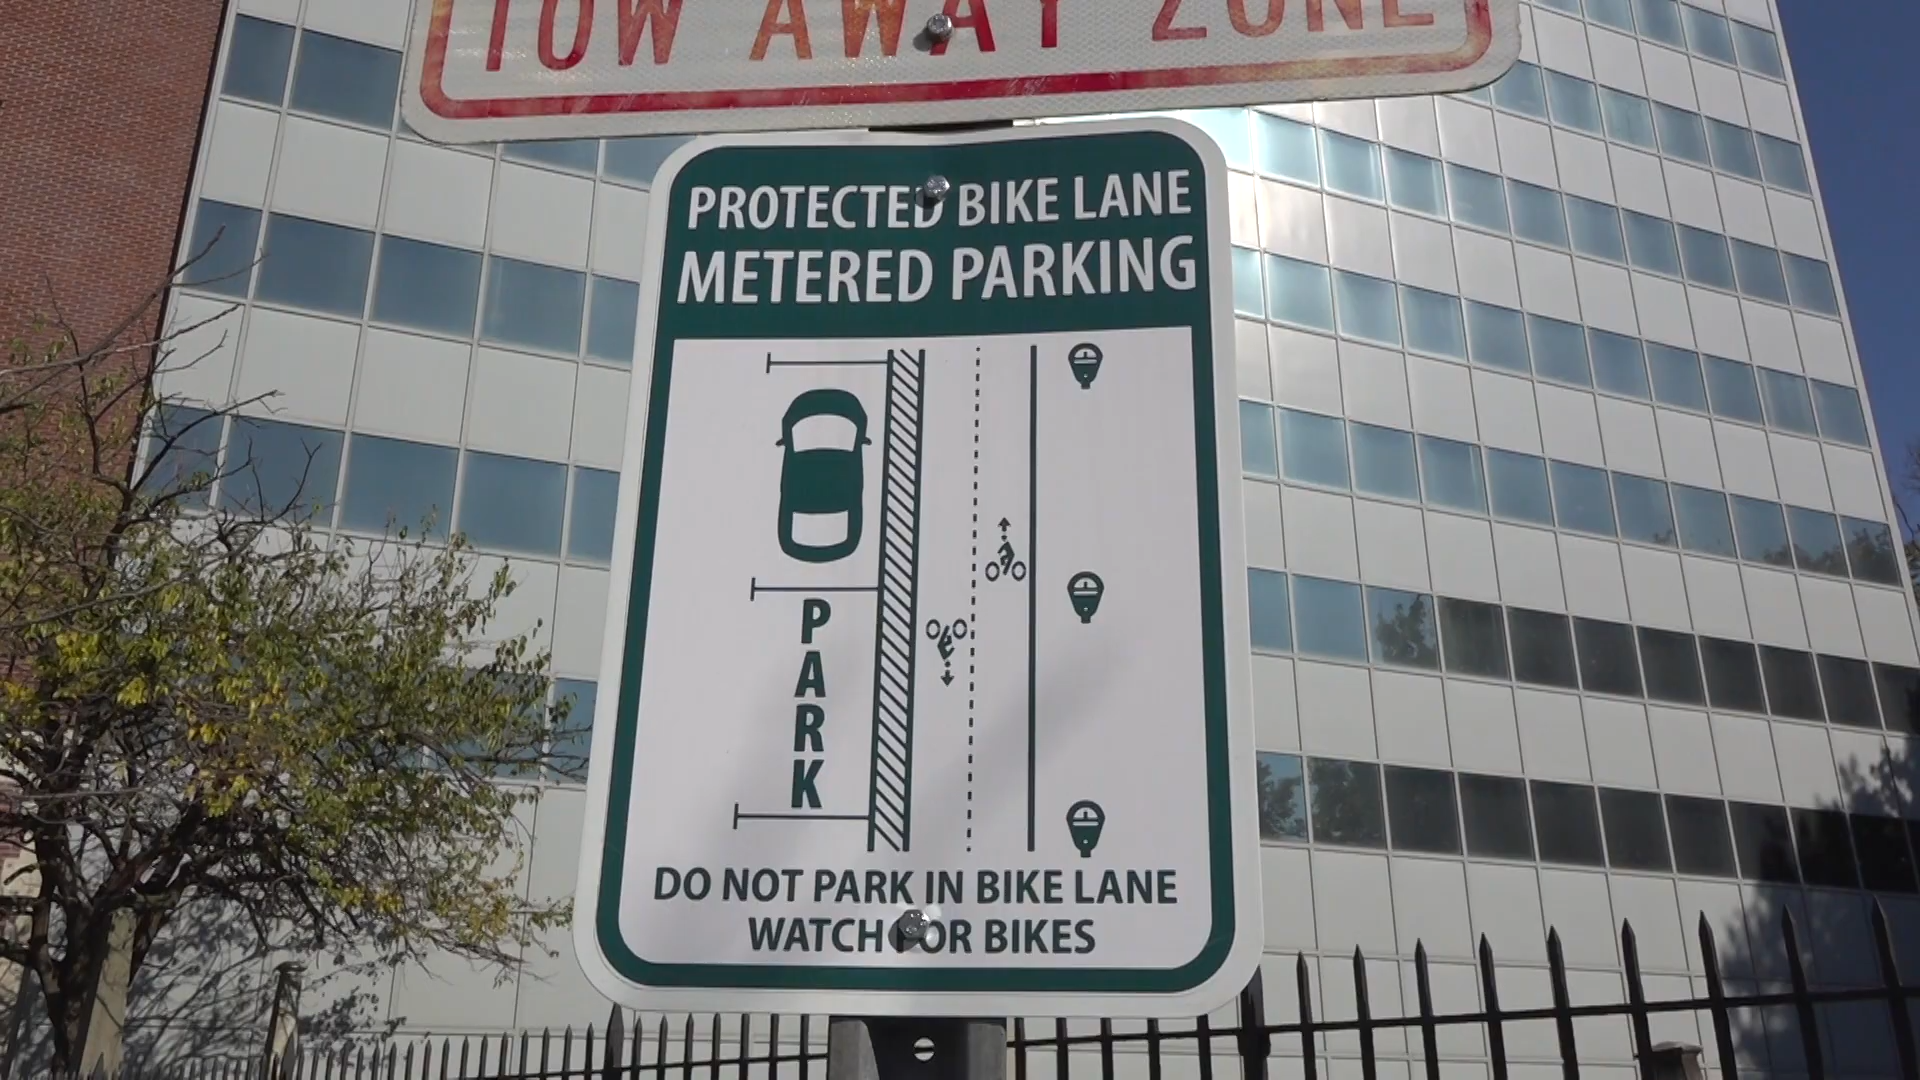 TOW AWAY ZONE
PROTECTED BIKE LANE
METERED PARKING
PARK
DO NOT PARK IN BIKE LANE
WATCH FOR BIKES